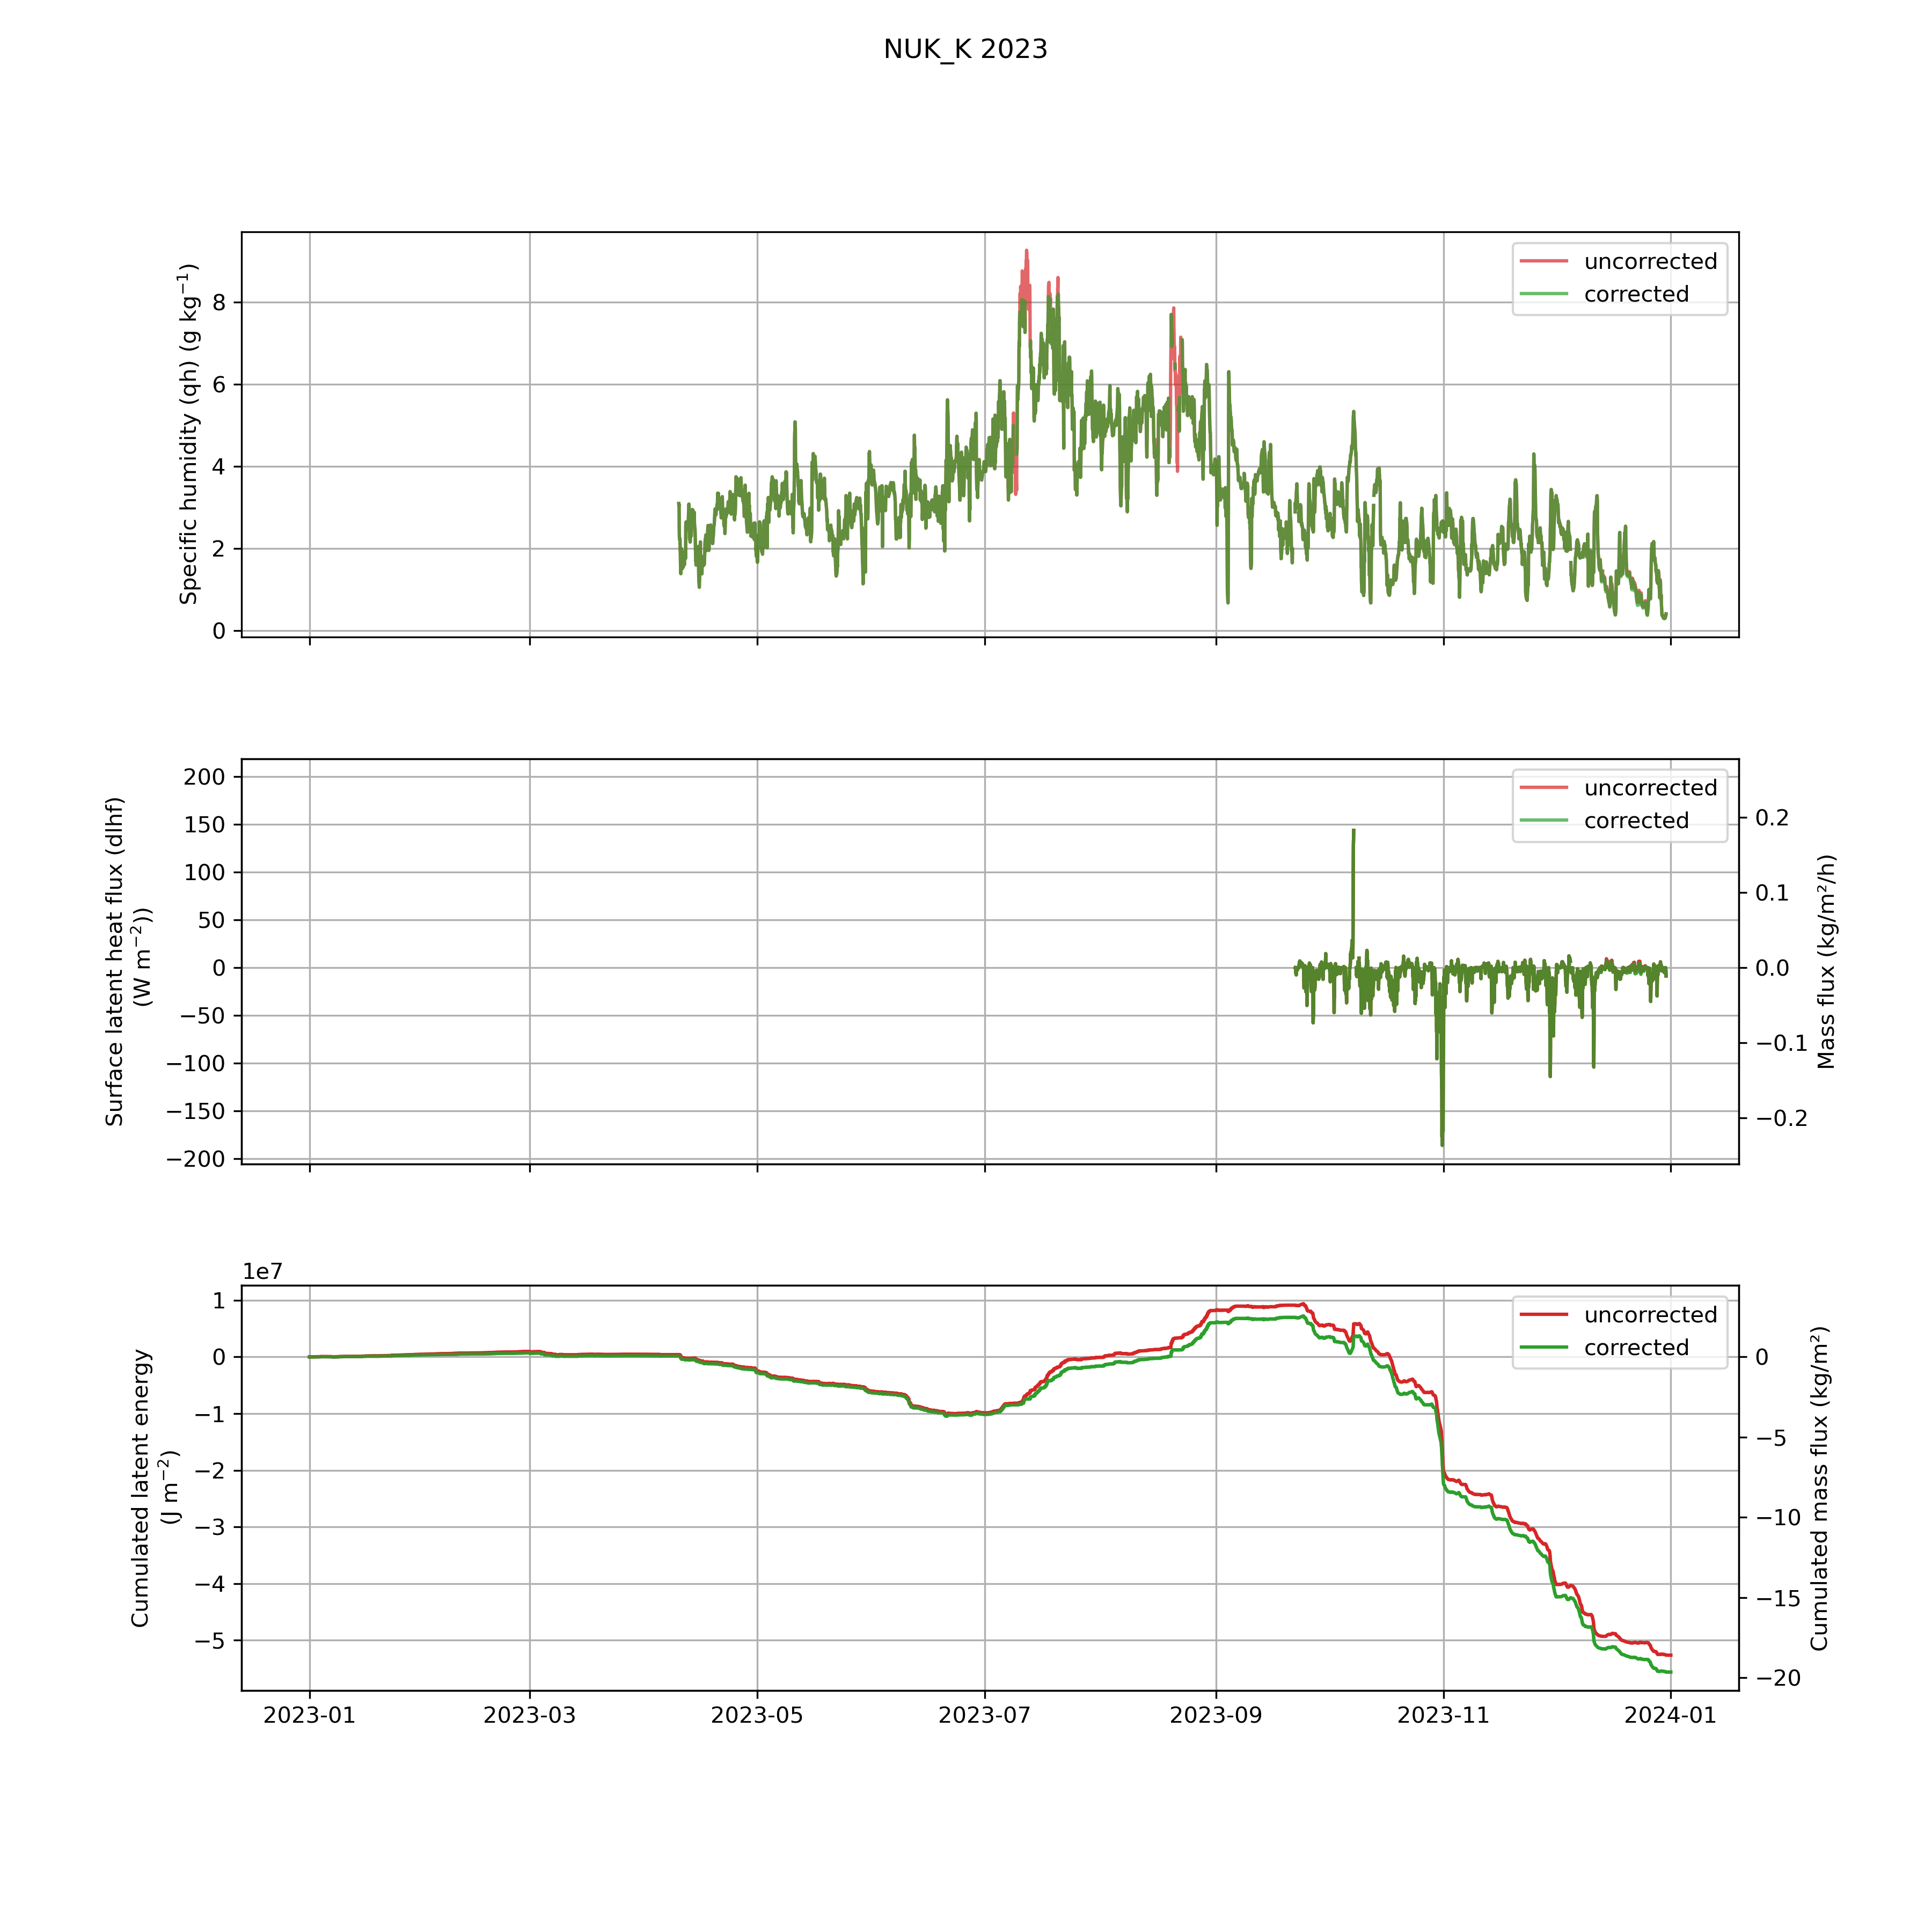 NUK_K 2023
Specific humidity (qh) (g kg⁻¹)
8
6
4
2
0
uncorrected
corrected
Surface latent heat flux (dlhf)
(W m⁻²))
200
150
100
50
0
−50
−100
−150
−200
uncorrected
corrected
0.2
0.1
0.0
−0.1
−0.2
Mass flux (kg/m²/h)
1e7
Cumulated latent energy
(J m⁻²)
1
0
−1
−2
−3
−4
−5
uncorrected
corrected
0
−5
−10
−15
−20
Cumulated mass flux (kg/m²)
2023-01 2023-03 2023-05 2023-07 2023-09 2023-11 2024-01